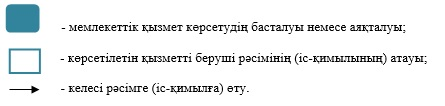 - мемлекеттік қызмет көрсетудің басталуы немесе аяқталуы;
- көрсетілетін қызметті беруші рәсімінің (іс-қимылының) атауы;
- келесі рәсімге (іс-қимылға) өту.